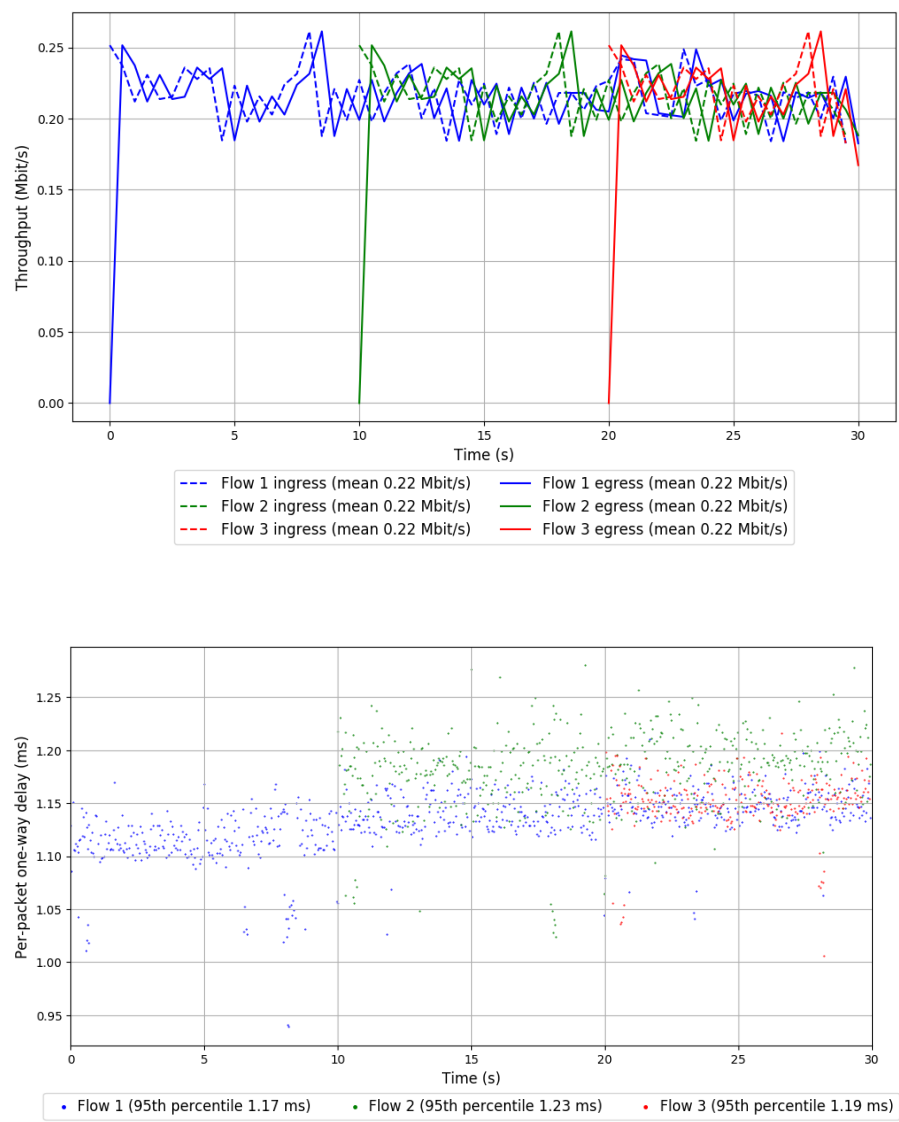 0.25
0.20
0.15
0.10
0.05
0.00
Throughput (Mbit/s)
0 5 10 15 20 25 30
Time (s)
Flow 1 ingress (mean 0.22 Mbit/s) Flow 1 egress (mean 0.22 Mbit/s)
Flow 2 ingress (mean 0.22 Mbit/s) Flow 2 egress (mean 0.22 Mbit/s)
Flow 3 ingress (mean 0.22 Mbit/s) Flow 3 egress (mean 0.22 Mbit/s)
1.25
1.20
1.15
1.10
1.05
1.00
0.95
Per-packet one-way delay (ms)
0 5 10 15 20 25 30
Time (s)
Flow 1 (95th percentile 1.17 ms) Flow 2 (95th percentile 1.23 ms) Flow 3 (95th percentile 1.19 ms)